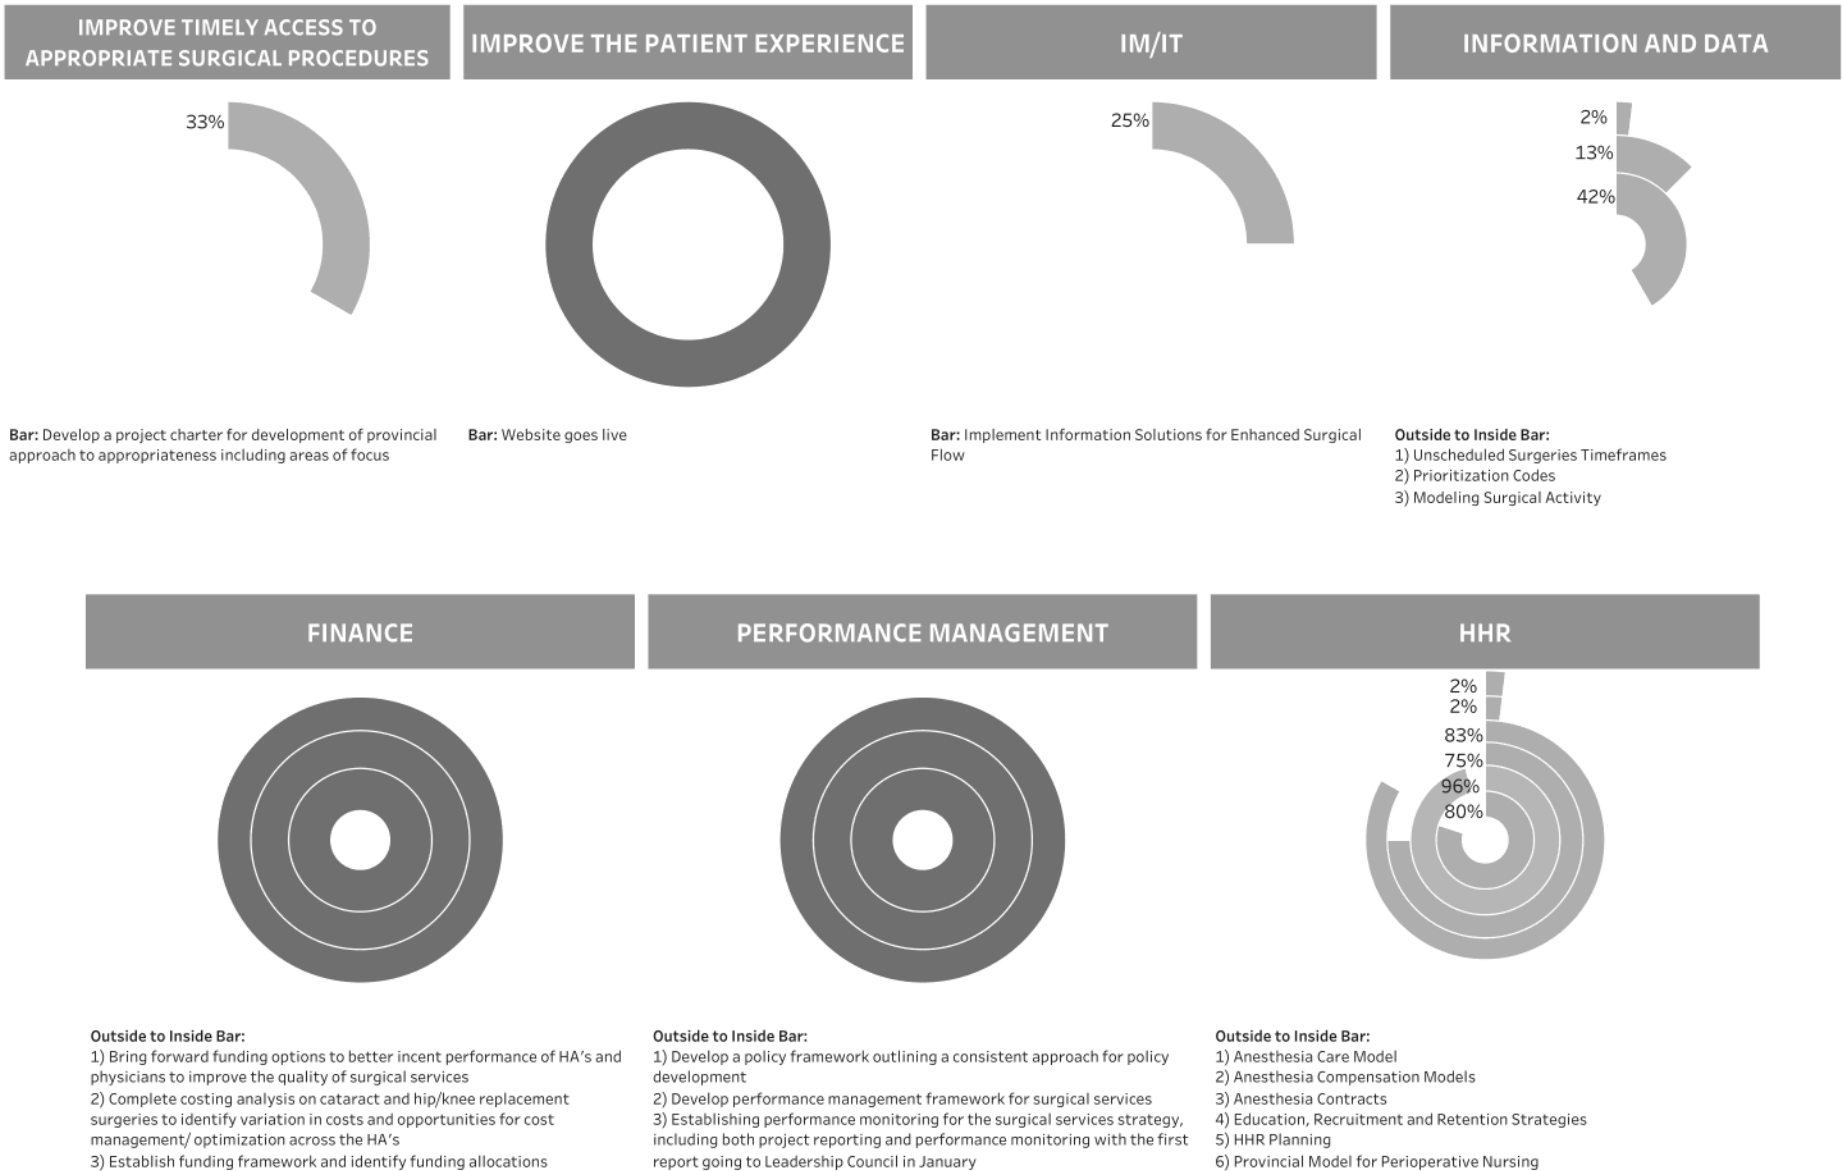 IMPROVE TIMELY ACCESS TO
APPROPRIATE SURGICAL PROCEDURES
33%
Bar: Develop a project charter for development of provincial
approach to appropriateness including areas of focus
IMPROVE THE PATIENT EXPERIENCE
Bar: Website goes live
IM/IT
25%
Bar: Implement Information Solutions for Enhanced Surgical
Flow
INFORMATION AND DATA
2%
13%
42%
Outside to Inside Bar:
1) Unscheduled Surgeries Timeframes
2) Prioritization Codes
3) Modeling Surgical Activity
FINANCE
Outside to Inside Bar:
1) Bring forward funding options to better incent performance of HA's and
physicians to improve the quality of surgical services
2) Complete costing analysis on cataract and hip/knee replacement
surgeries to identify variation in costs and opportunities for cost
management/ optimization across the HA's
3) Establish funding framework and identify funding allocations
PERFORMANCE MANAGEMENT
Outside to Inside Bar:
1) Develop a policy framework outlining a consistent approach for policy
development
2) Develop performance management framework for surgical services
3) Establishing performance monitoring for the surgical services strategy,
including both project reporting and performance monitoring with the first
report going to Leadership Council in January
HHR
2%
2%
83%
75%
96%
80%
Outside to Inside Bar:
1) Anesthesia Care Model
2) Anesthesia Compensation Models
3) Anesthesia Contracts
4) Education, Recruitment and Retention Strategies
5) HHR Planning
6) Provincial Model for Perioperative Nursing